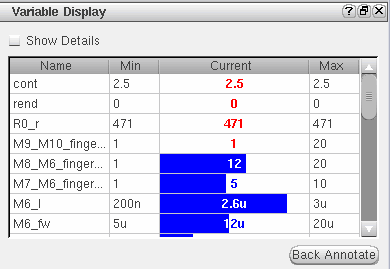 Variable Display
Show Details
Name Min Current Max
cont 2.5 2.5 2.5
rend 0 0 0
R0_r 471 471 471
M9_M10_finge... 1 1 20
M8_M6_finger... 1 12 20
M7_M6_finger... 1 5 10
M6_l 200n 2.6u 3u
M6_fw 5u 12u 20u
Back Annotate